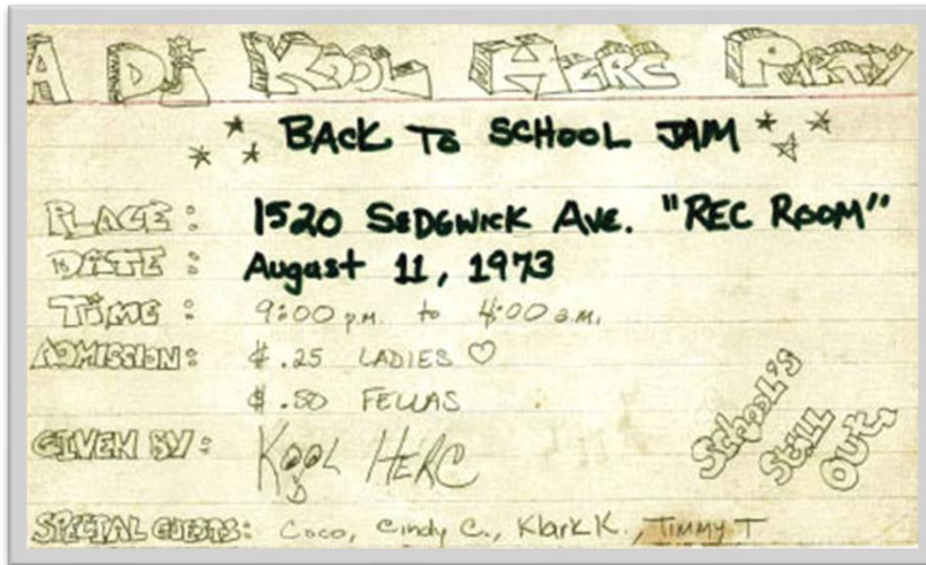 A DJ KOOL HERC PARTY
BACK TO SCHOOL JAM
PLACE: 1520 SEDGWICK AVE. "REC ROOM"
DATE: August 11, 1973
TIME: 9:00 p.m. to 4:00 a.m.
ADMISSION: $.25 LADIES ♡
$.50 FELLAS
GIVEN BY: KOOL HERC
SCHOOL'S
STILL
OUT.
SPECIAL GUESTS: Coco, Cindy C., Klark K., TIMMY T